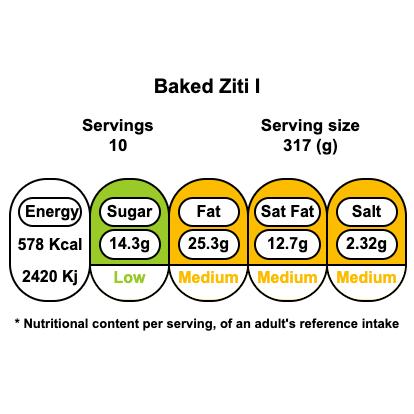 Baked Ziti I
Servings
10
Serving size
317 (g)
Energy Sugar Fat Sat Fat Salt
578 Kcal 14.3g 25.3g 12.7g 2.32g
2420 Kj Low Medium Medium Medium
* Nutritional content per serving, of an adult's reference intake